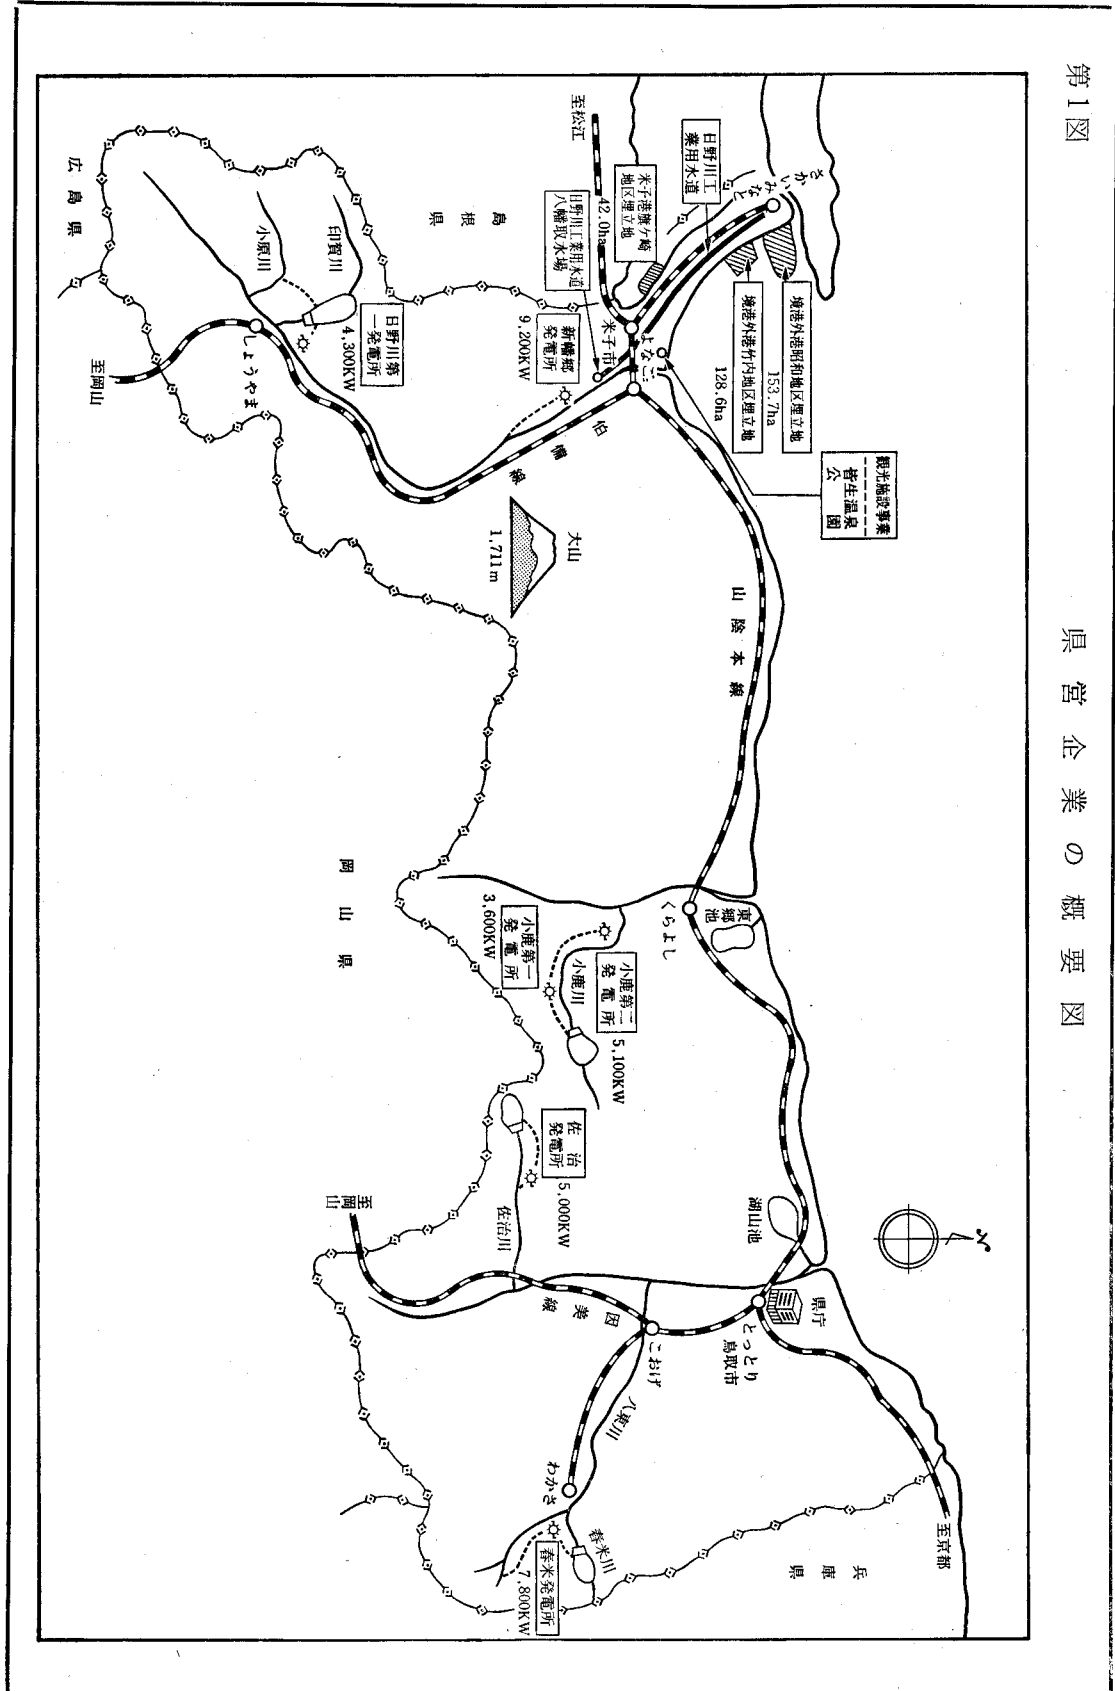 第1図
県営企業の概要図
至松江
42.0ha
米子港旗ケ崎
地区埋立地
日野川工
業用水道
さかいみなと
境港外港昭和地区埋立地
153.7ha
境港外港竹内地区埋立地
128.6ha
観光施設事業
皆生温泉
公園
日野川工業用水道
八幡取水場
米子市
よなご
新幡郷
発電所
9,200KW
島根県
広島県
小原川
印賀川
日野川第
一発電所
4,300KW
しょうやま
至岡山
伯備線
大山
1,711m
山陰本線
岡山県
くらよし
東郷
池
小鹿第一
発電所
3,600KW
小鹿川
小鹿第二
発電所
5,100KW
佐治
発電所
5,000KW
佐治川
至岡山
因美線
湖山池
N
県庁
とっとり
鳥取市
こおげ
八東川
わかさ
春米川
春米発電所
7,800KW
至京都
兵庫県